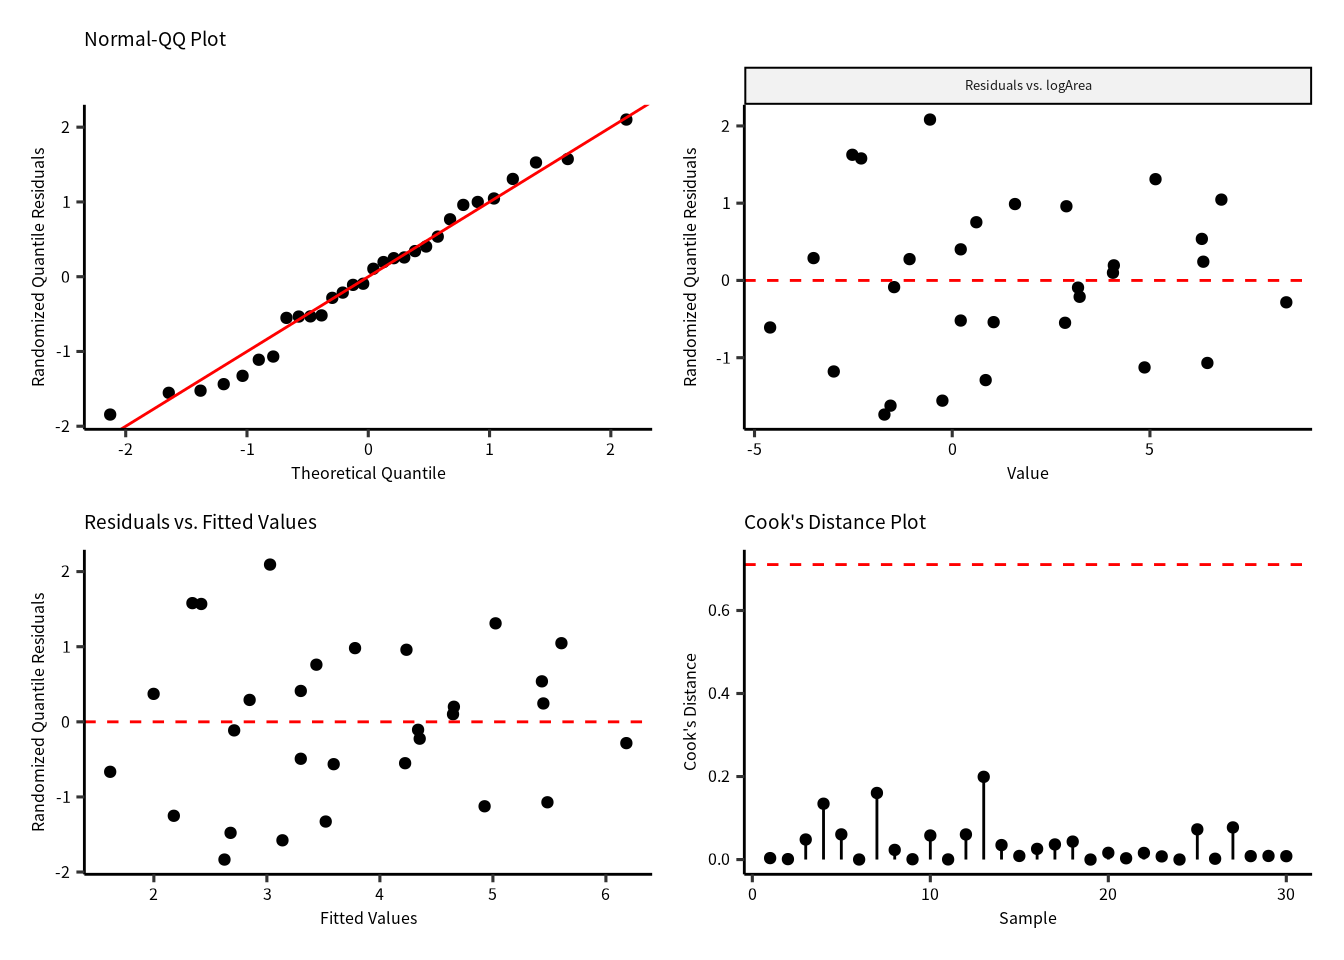 Normal-QQ Plot
Randomized Quantile Residuals
2
1
0
-1
-2
-2 -1 0 1 2
Theoretical Quantile
Residuals vs. logArea
Randomized Quantile Residuals
2
1
0
-1
-5 0 5
Value
Residuals vs. Fitted Values
Randomized Quantile Residuals
2
1
0
-1
-2
2 3 4 5 6
Fitted Values
Cook's Distance Plot
Cook's Distance
0.6
0.4
0.2
0.0
0 10 20 30
Sample